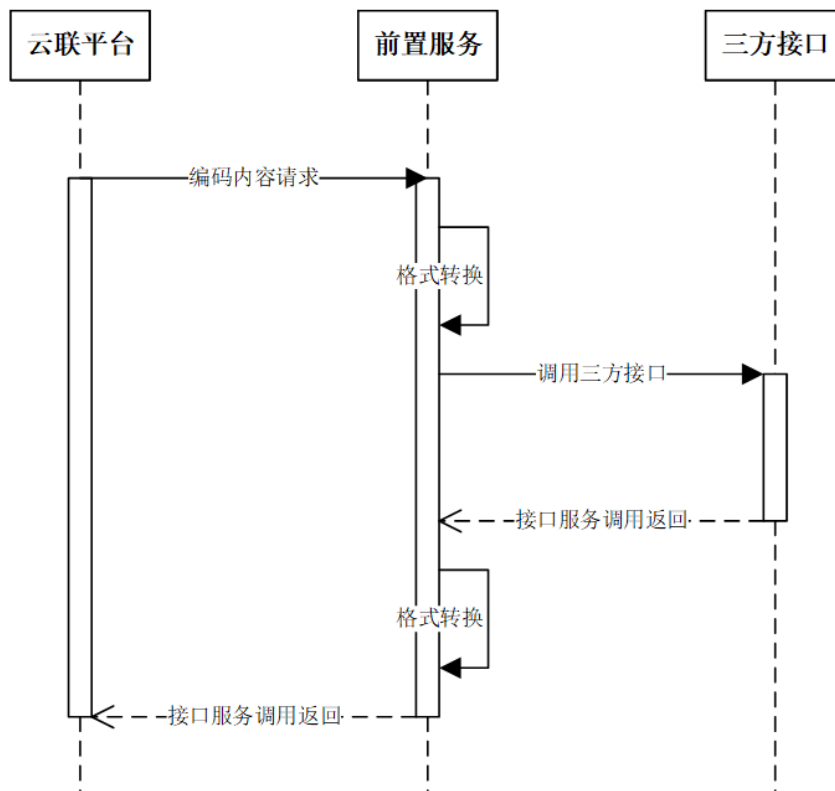 云联平台
前置服务
三方接口
编码内容请求
格式转换
调用三方接口
接口服务调用返回
格式转换
接口服务调用返回